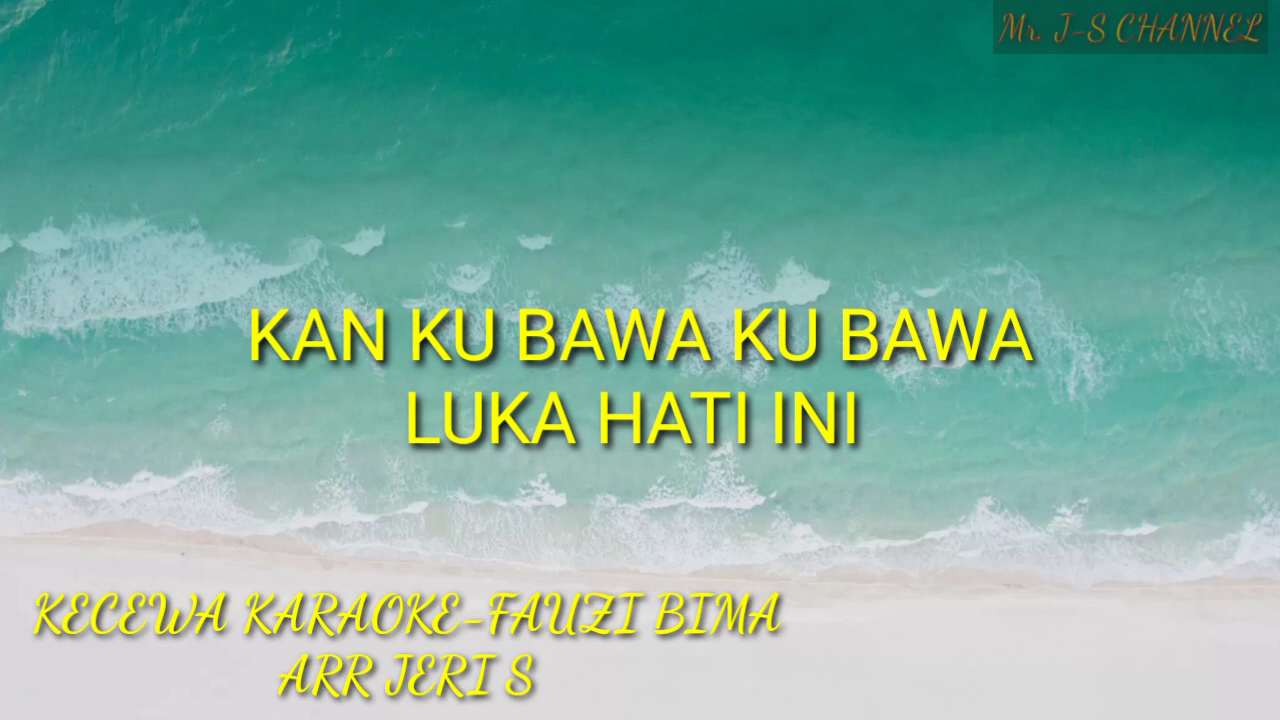 Mr. J-S CHANNEL
KAN KU BAWA KU BAWA
LUKA HATI INI
KECEWA KARAOKE-FAUZI BIMA
ARR JERI S